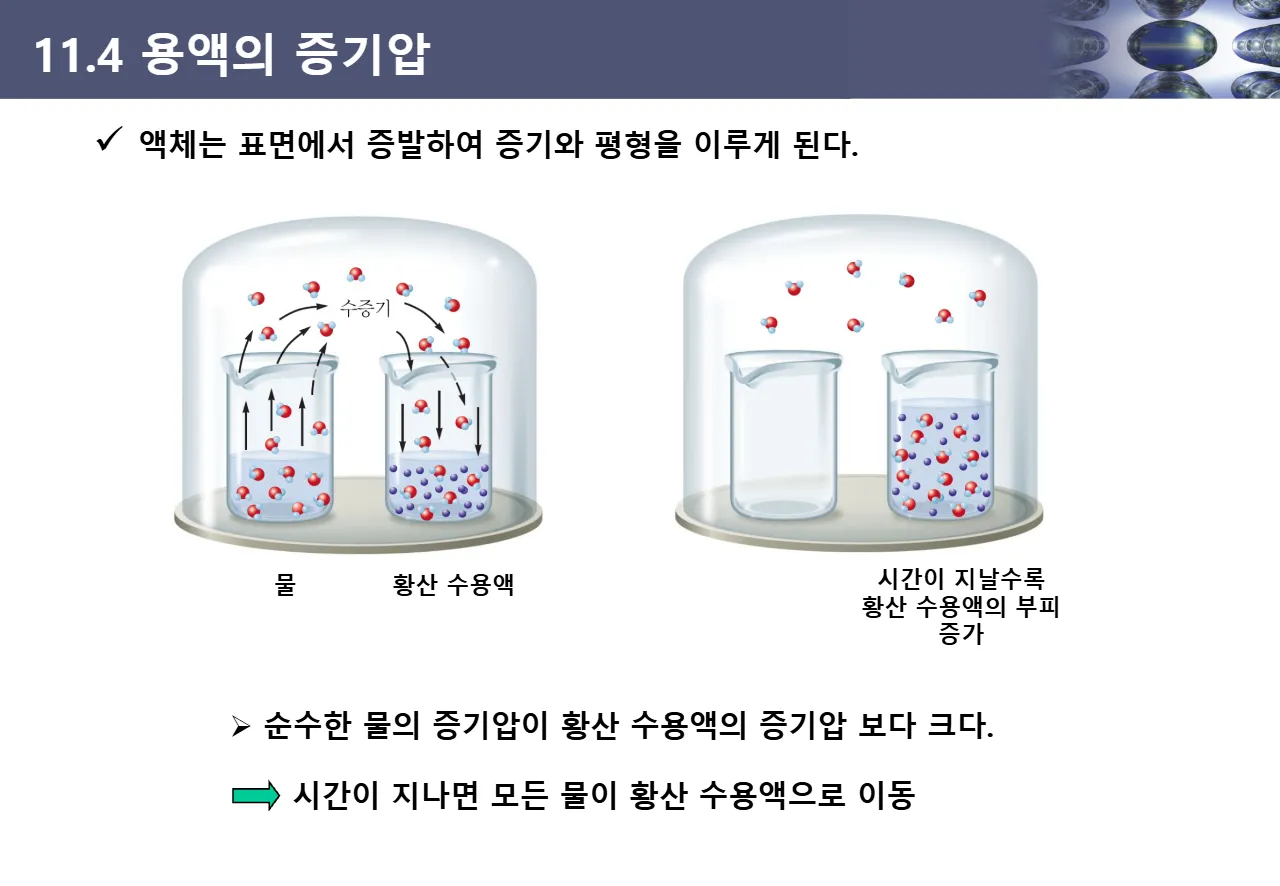 11.4 용액의 증기압
✓ 액체는 표면에서 증발하여 증기와 평형을 이루게 된다.
수증기
물
황산 수용액
시간이 지날수록
황산 수용액의 부피
증가
➢ 순수한 물의 증기압이 황산 수용액의 증기압 보다 크다.
시간이 지나면 모든 물이 황산 수용액으로 이동